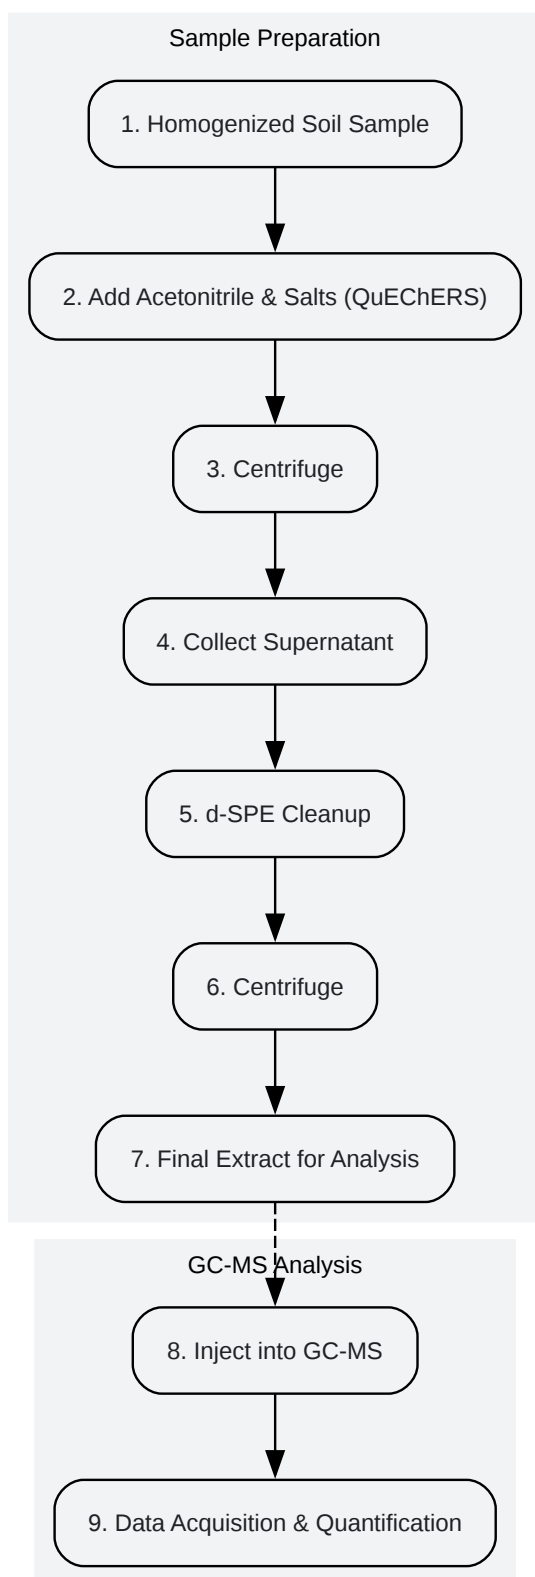 Sample Preparation
1. Homogenized Soil Sample
2. Add Acetonitrile & Salts (QuEChERS)
3. Centrifuge
4. Collect Supernatant
5. d-SPE Cleanup
6. Centrifuge
7. Final Extract for Analysis
GC-MS Analysis
8. Inject into GC-MS
9. Data Acquisition & Quantification